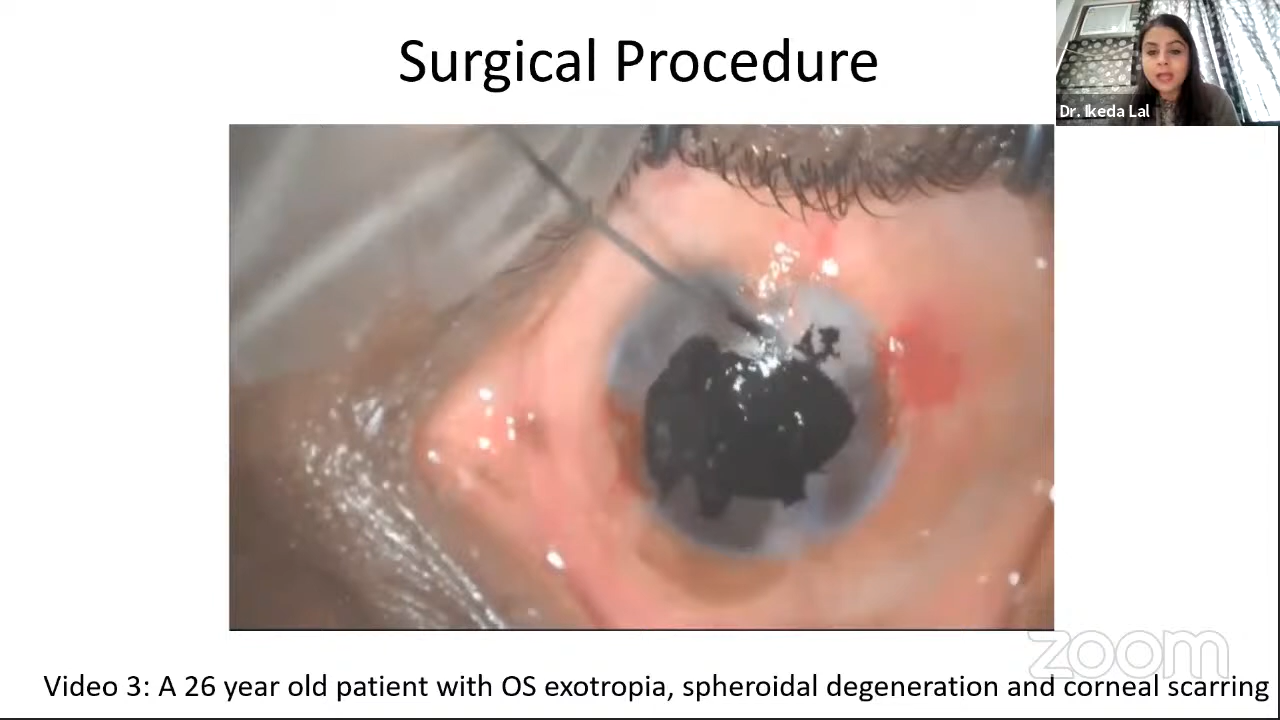 Surgical Procedure
Dr. Ikeda Lal
zoom
Video 3: A 26 year old patient with OS exotropia, spheroidal degeneration and corneal scarring